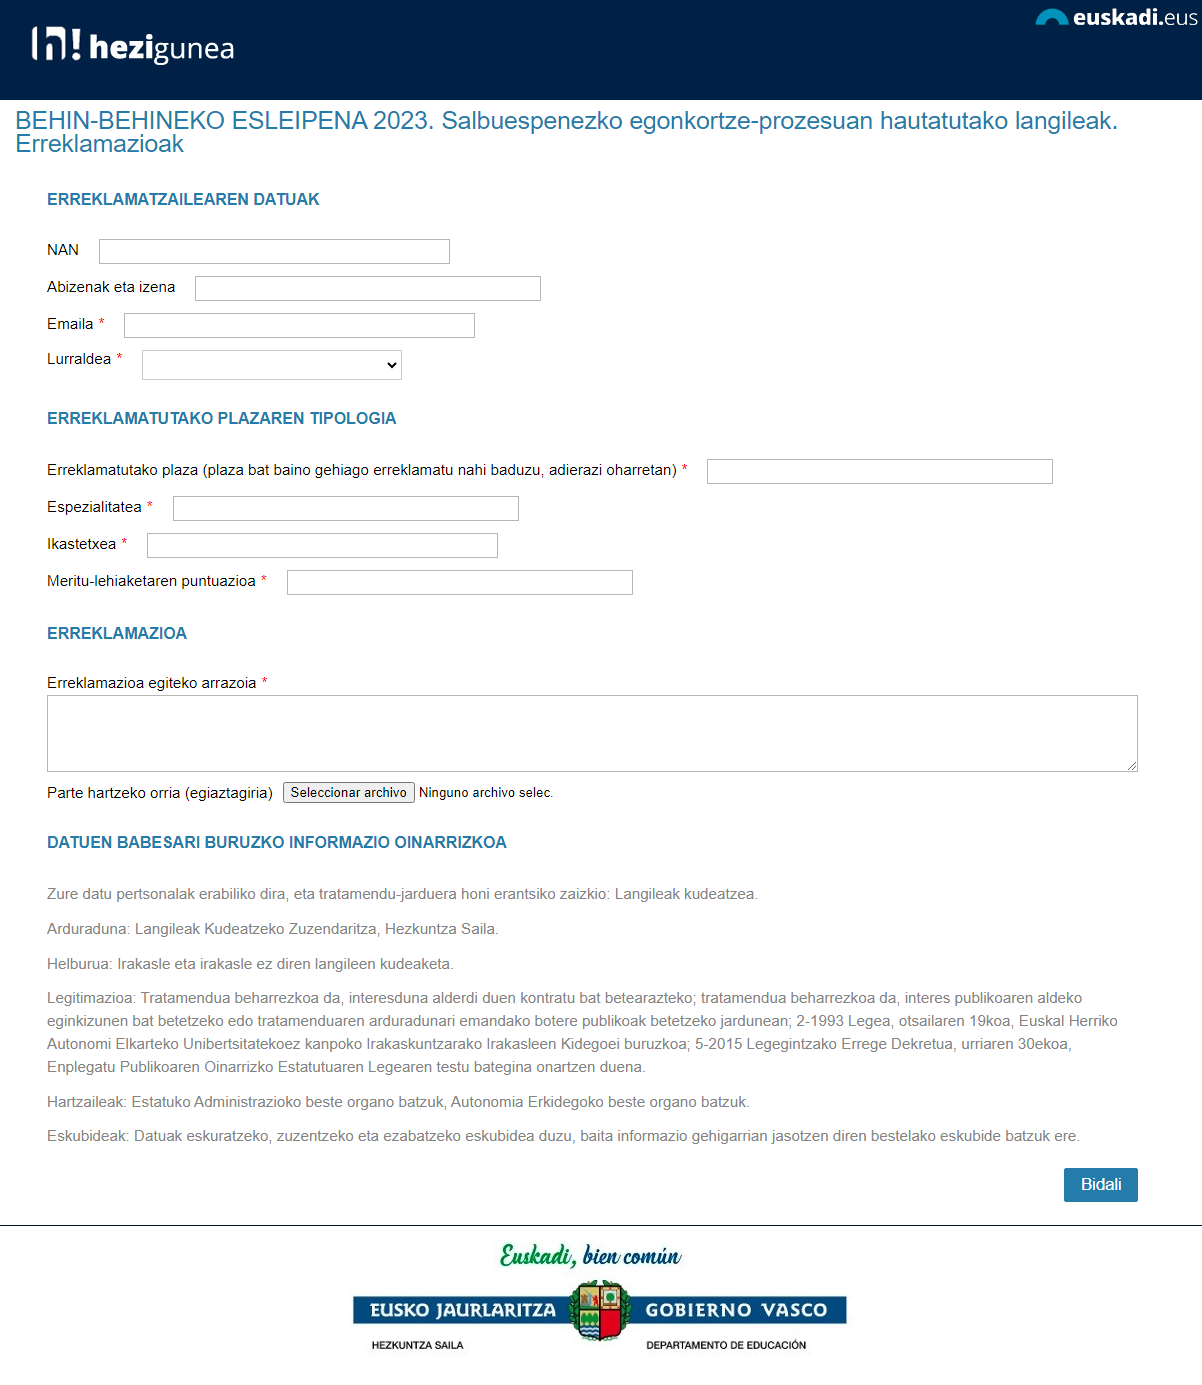 hezigunea
euskadi.eus
BEHIN-BEHINEKO ESLEIPENA 2023. Salbuespenezko egonkortze-prozesuan hautatutako langileak.
Erreklamazioak
ERREKLAMATZAILEAREN DATUAK
NAN
Abizenak eta izena
Emaila *
Lurraldea *
ERREKLAMATUTAKO PLAZAREN TIPOLOGIA
Erreklamatutako plaza (plaza bat baino gehiago erreklamatu nahi baduzu, adierazi oharretan) *
Espezialitatea *
Ikastetxea *
Meritu-lehiaketaren puntuazioa *
ERREKLAMAZIOA
Erreklamazioa egiteko arrazoia *
Parte hartzeko orria (egiaztagiria) Seleccionar archivo Ninguno archivo selec.
DATUEN BABESARI BURUZKO INFORMAZIO OINARRIZKOA
Zure datu pertsonalak erabiliko dira, eta tratamendu-jarduera honi erantsiko zaizkio: Langileak kudeatzea.
Arduraduna: Langileak Kudeatzeko Zuzendaritza, Hezkuntza Saila.
Helburua: Irakasle eta irakasle ez diren langileen kudeaketa.
Legitimazioa: Tratamendua beharrezkoa da, interesduna alderdi duen kontratu bat betearazteko; tratamendua beharrezkoa da, interes publikoaren aldeko
eginkizunen bat betetzeko edo tratamenduaren arduradunari emandako botere publikoak betetzeko jardunean; 2-1993 Legea, otsailaren 19koa, Euskal Herriko
Autonomi Elkarteko Unibertsitatekoez kanpoko Irakaskuntzarako Irakasleen Kidegoei buruzkoa; 5-2015 Legegintzako Errege Dekretua, urriaren 30ekoa,
Enplegatu Publikoaren Oinarrizko Estatutuaren Legearen testu bategina onartzen duena.
Hartzaileak: Estatuko Administrazioko beste organo batzuk, Autonomia Erkidegoko beste organo batzuk.
Eskubideak: Datuak eskuratzeko, zuzentzeko eta ezabatzeko eskubidea duzu, baita informazio gehigarrian jasotzen diren bestelako eskubide batzuk ere.
Bidali
Euskadi, bien común
EUSKO JAURLARITZA GOBIERNO VASCO
HEZKUNTZA SAILA DEPARTAMENTO DE EDUCACIÓN